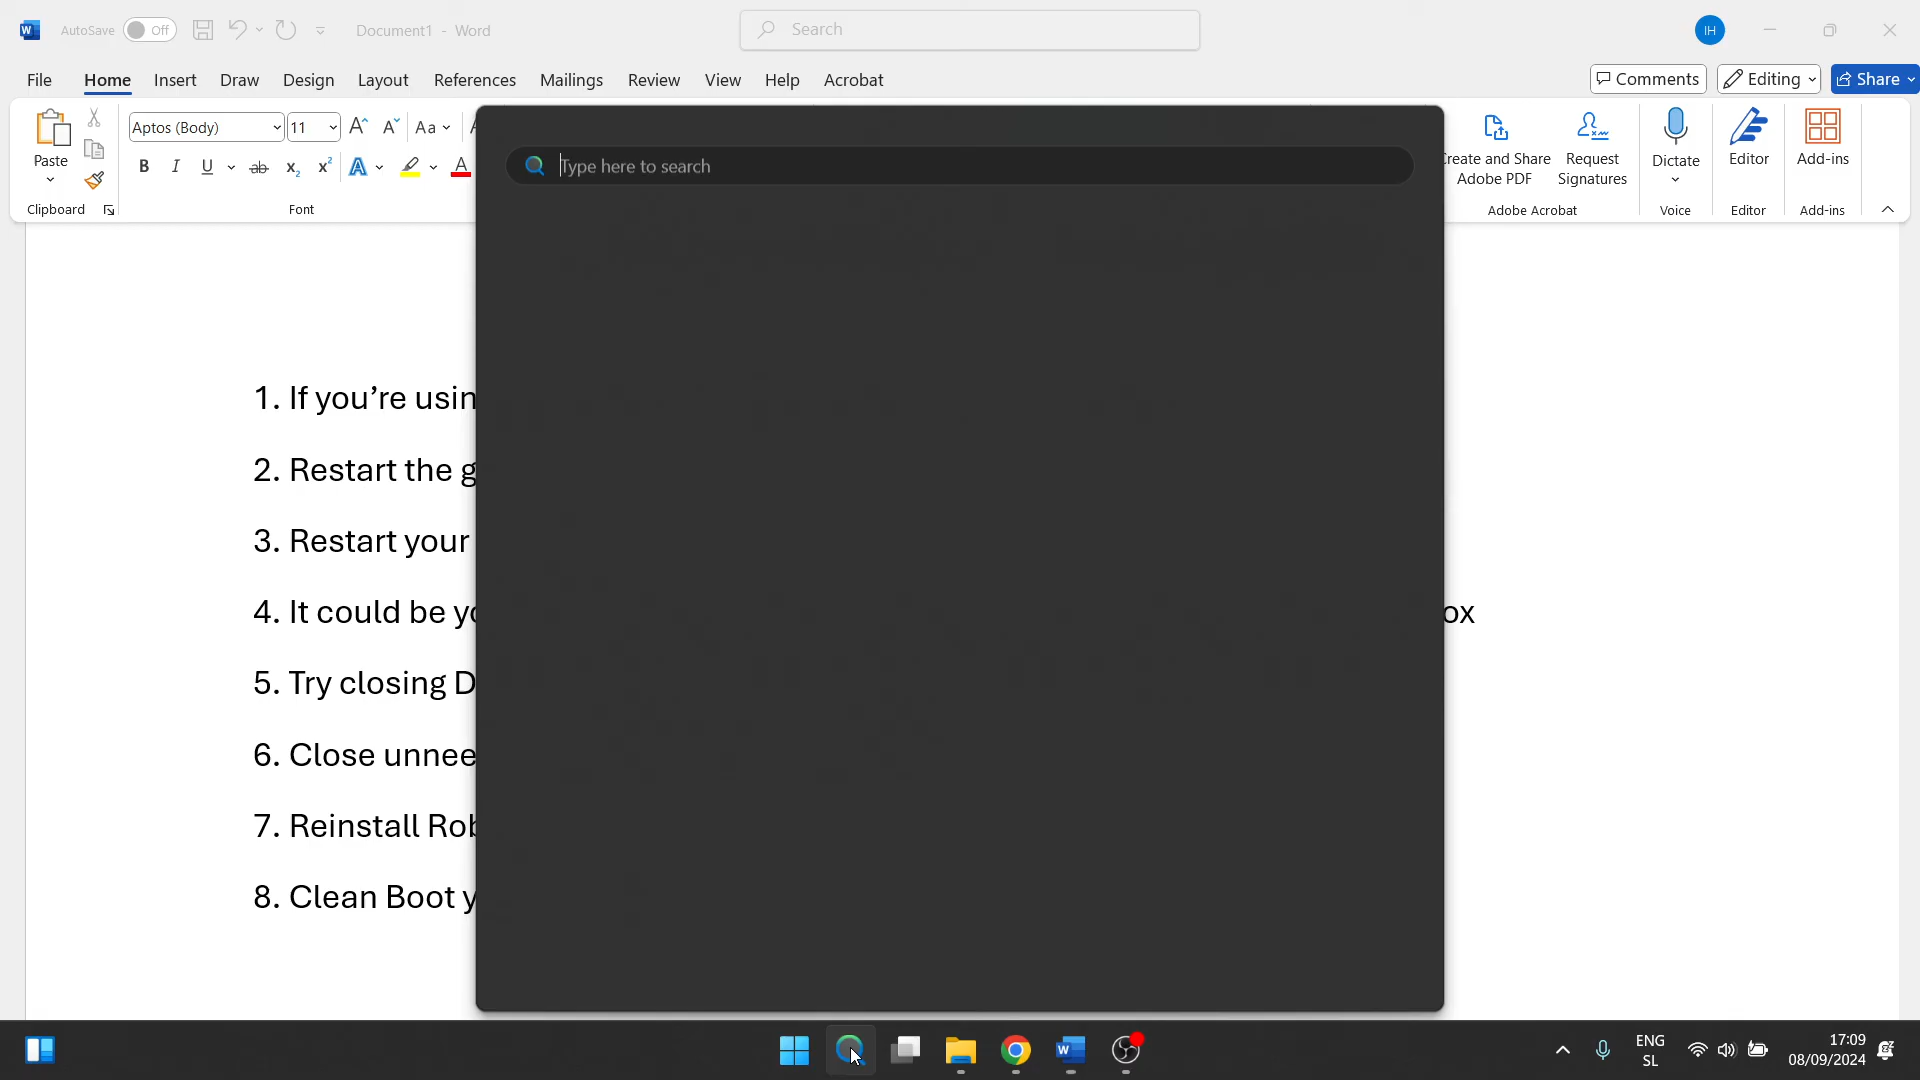 AutoSave Off Document1 - Word Search IH
File Home Insert Draw Design Layout References Mailings Review View Help Acrobat Comments Editing Share
Aptos (Body) 11 Aa
Paste
Clipboard Font
Create and Share Adobe PDF
Request Signatures
Adobe Acrobat
Dictate
Voice
Editor
Editor
Add-ins
Add-ins
Type here to search
1. If you’re usin
2. Restart the g
3. Restart your
4. It could be yo ox
5. Try closing D
6. Close unnee
7. Reinstall Rob
8. Clean Boot y
ENG
SL
17:09
08/09/2024